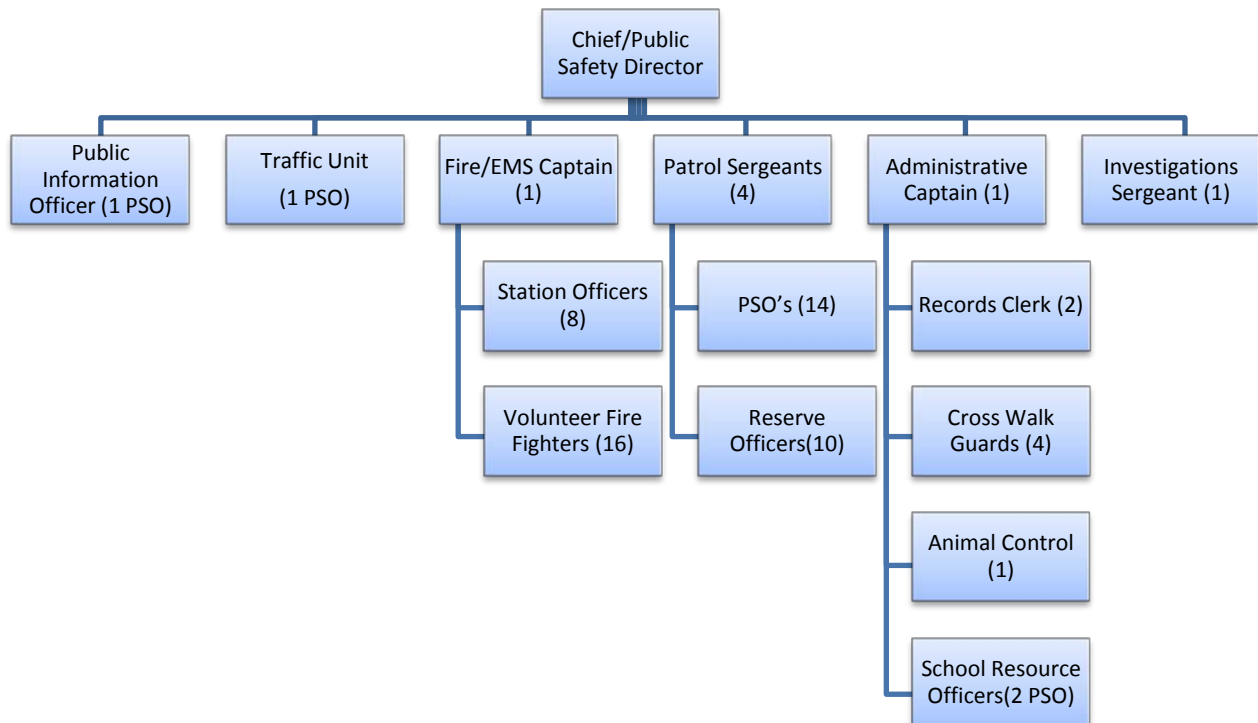 Chief/Public
Safety Director
Public
Information
Officer (1 PSO)
Traffic Unit
(1 PSO)
Fire/EMS Captain
(1)
Patrol Sergeants
(4)
Administrative
Captain (1)
Investigations
Sergeant (1)
Station Officers
(8)
Volunteer Fire
Fighters (16)
PSO’s (14)
Reserve
Officers(10)
Records Clerk (2)
Cross Walk
Guards (4)
Animal Control
(1)
School Resource
Officers(2 PSO)